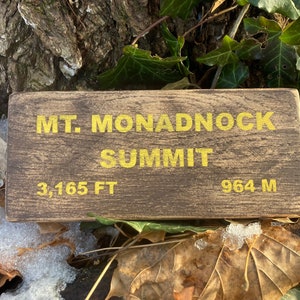 MT. MONADNOCK
SUMMIT
3,165 FT 964 M